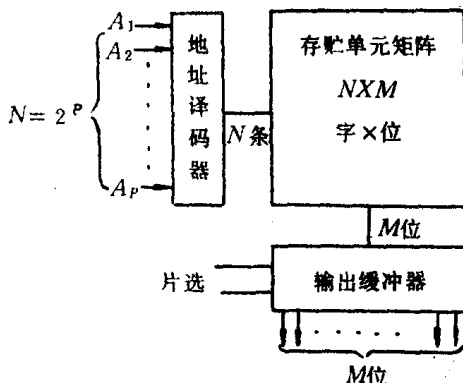 A₁
A₂
N = 2ᴾ
Aₚ
地址译码器
N条
存贮单元矩阵
NXM
字×位
M位
片选
输出缓冲器
M位